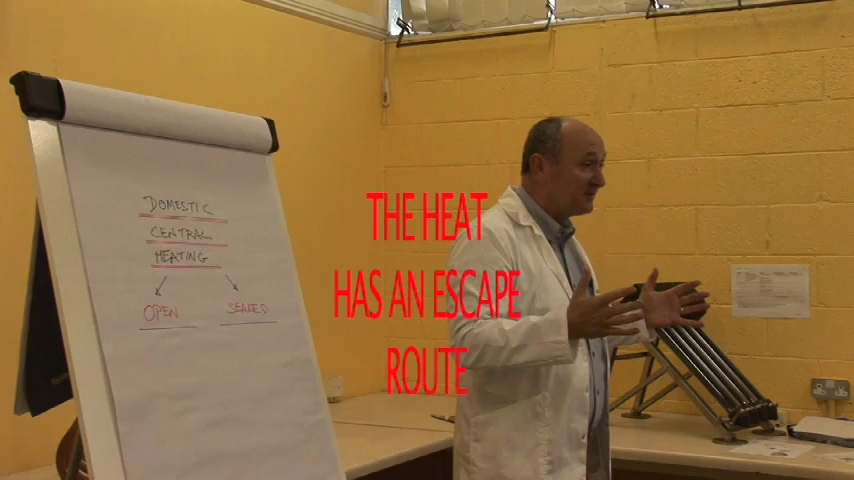 DOMESTIC
CENTRAL
HEATING
OPEN SEALED
THE HEAT
HAS AN ESCAPE
ROUTE